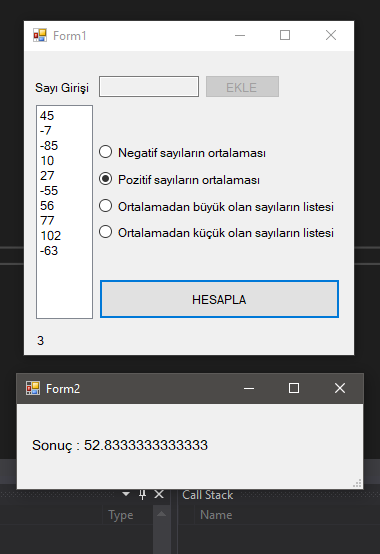 Form1
Sayı Girişi
EKLE
45
-7
-85
10
27
-55
56
77
102
-63
Negatif sayıların ortalaması
Pozitif sayıların ortalaması
Ortalamadan büyük olan sayıların listesi
Ortalamadan küçük olan sayıların listesi
HESAPLA
3
Form2
Sonuç : 52.8333333333333
Call Stack
Type
Name